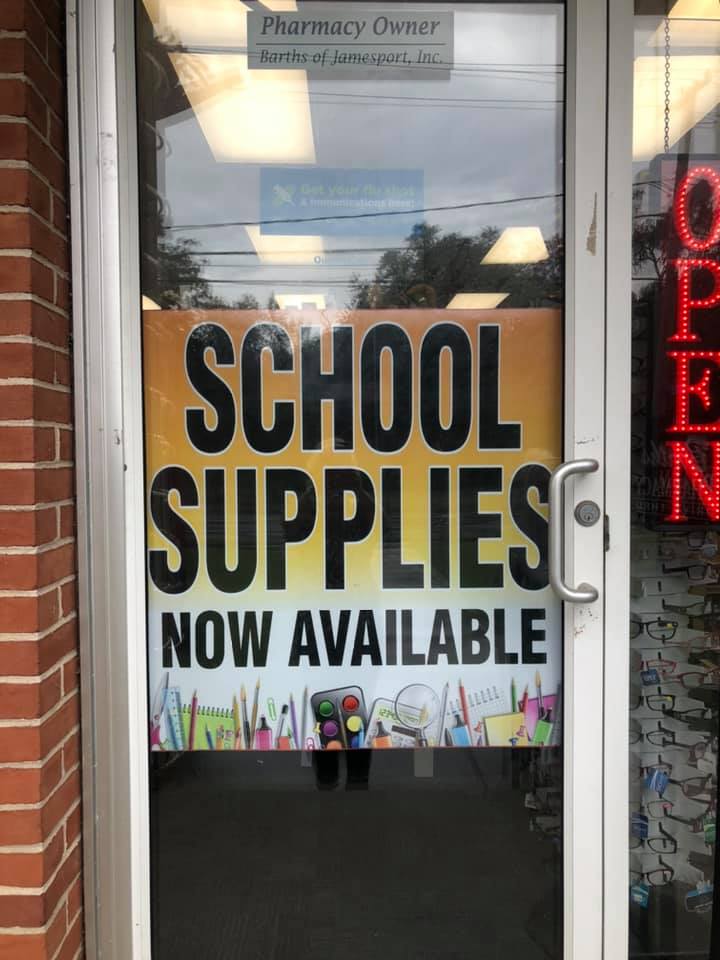 Pharmacy Owner
Barths of Jamesport, Inc.
Get your flu shot
& immunizations here!
SCHOOL
SUPPLIES
NOW AVAILABLE
OPEN